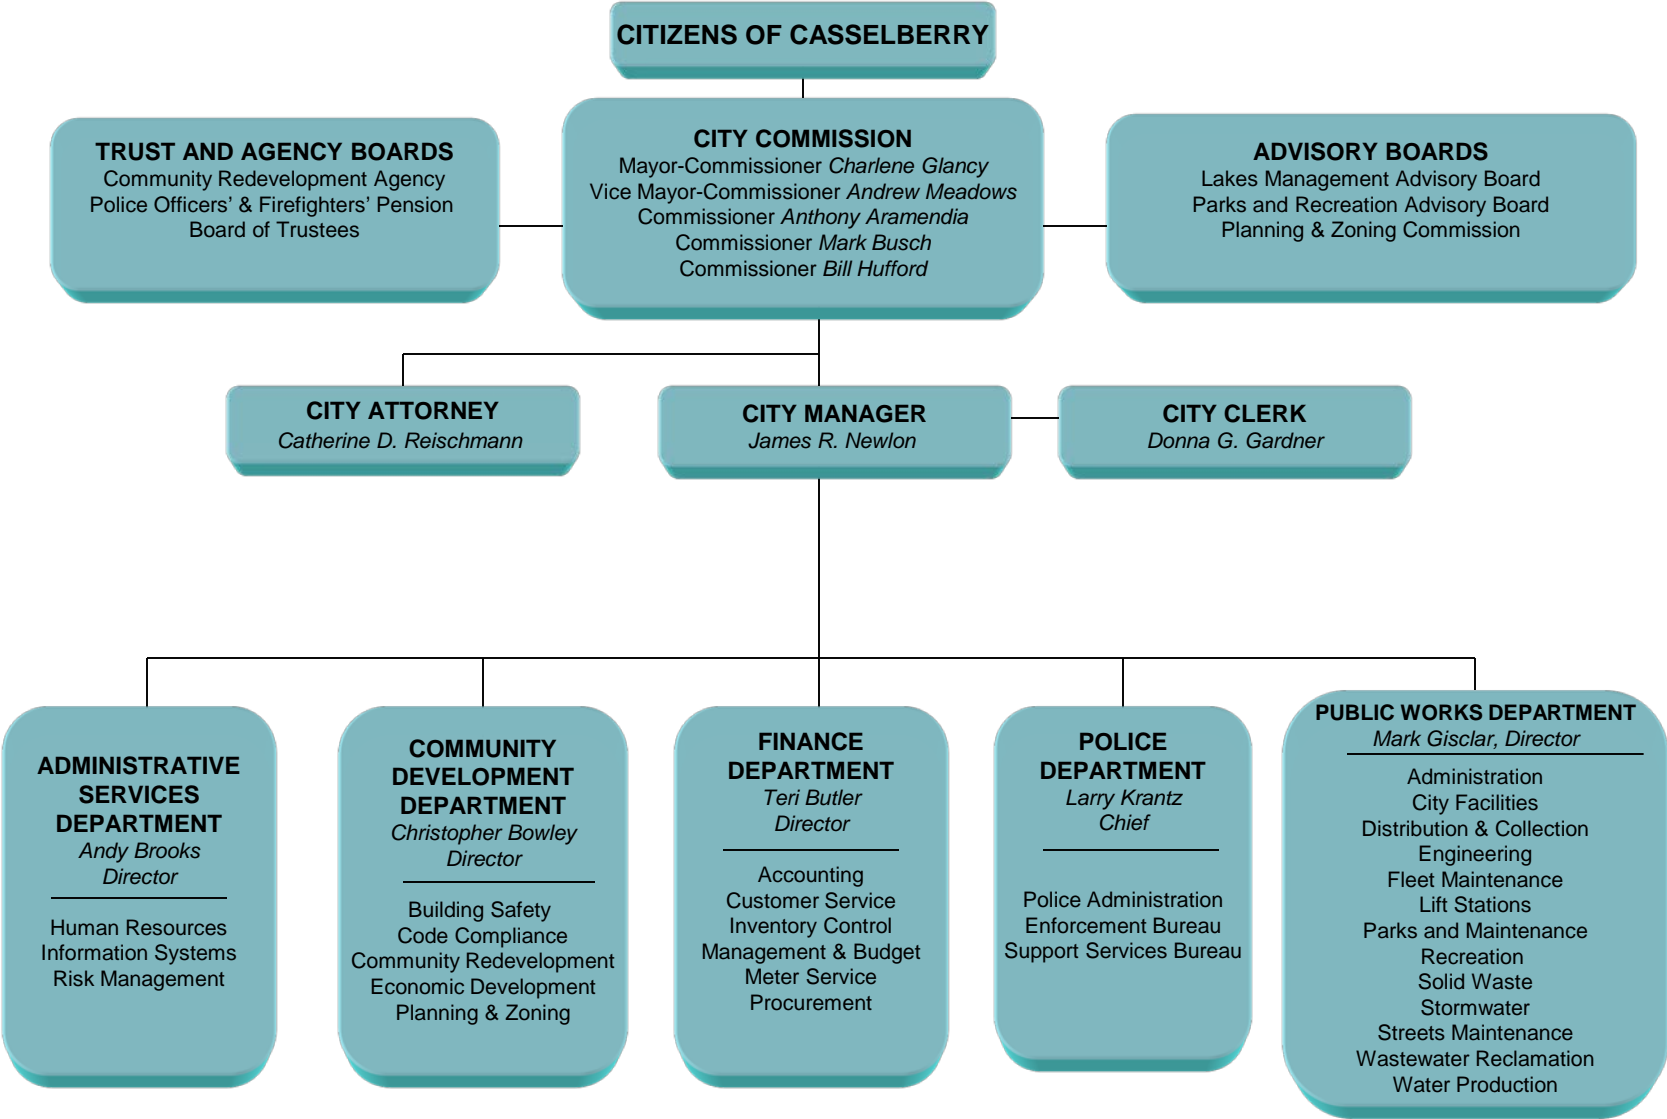 CITIZENS OF CASSELBERRY
TRUST AND AGENCY BOARDS
Community Redevelopment Agency
Police Officers’ & Firefighters’ Pension
Board of Trustees
CITY COMMISSION
Mayor-Commissioner Charlene Glancy
Vice Mayor-Commissioner Andrew Meadows
Commissioner Anthony Aramendia
Commissioner Mark Busch
Commissioner Bill Hufford
ADVISORY BOARDS
Lakes Management Advisory Board
Parks and Recreation Advisory Board
Planning & Zoning Commission
CITY ATTORNEY
Catherine D. Reischmann
CITY MANAGER
James R. Newlon
CITY CLERK
Donna G. Gardner
ADMINISTRATIVE
SERVICES
DEPARTMENT
Andy Brooks
Director
Human Resources
Information Systems
Risk Management
COMMUNITY
DEVELOPMENT
DEPARTMENT
Christopher Bowley
Director
Building Safety
Code Compliance
Community Redevelopment
Economic Development
Planning & Zoning
FINANCE
DEPARTMENT
Teri Butler
Director
Accounting
Customer Service
Inventory Control
Management & Budget
Meter Service
Procurement
POLICE
DEPARTMENT
Larry Krantz
Chief
Police Administration
Enforcement Bureau
Support Services Bureau
PUBLIC WORKS DEPARTMENT
Mark Gisclar, Director
Administration
City Facilities
Distribution & Collection
Engineering
Fleet Maintenance
Lift Stations
Parks and Maintenance
Recreation
Solid Waste
Stormwater
Streets Maintenance
Wastewater Reclamation
Water Production